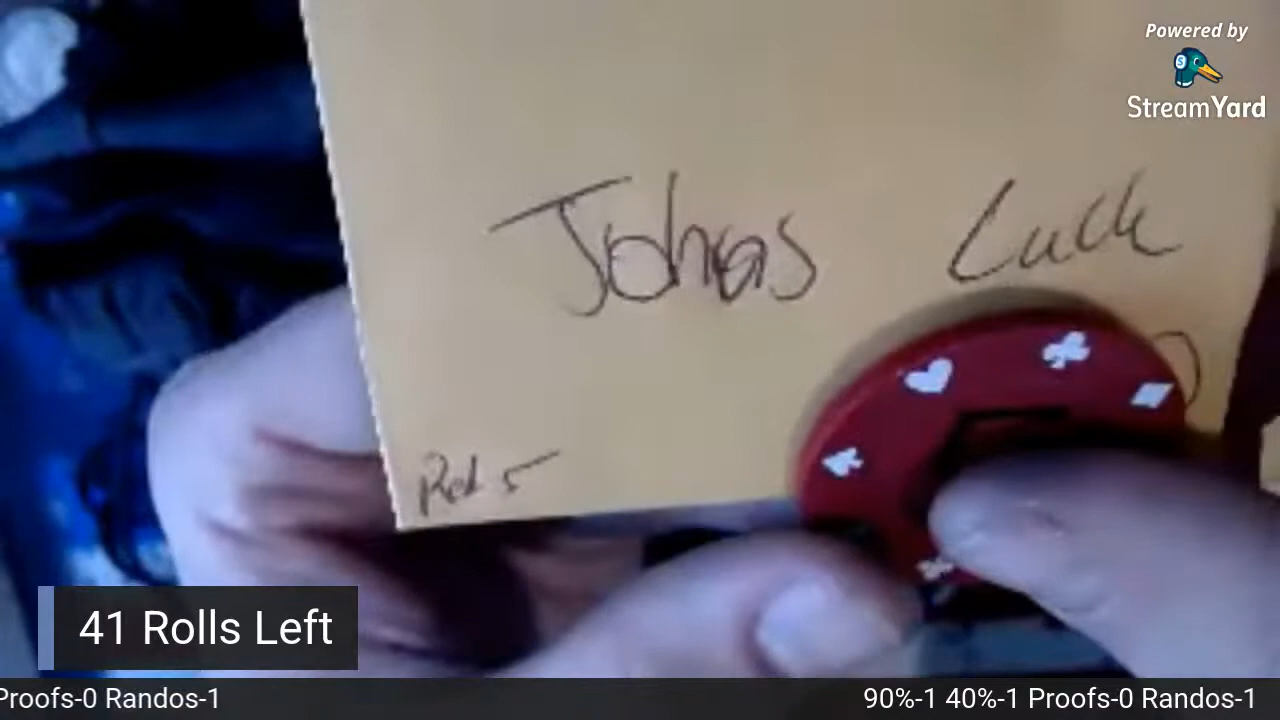 Powered by
StreamYard
Luck
Red 5
41 Rolls Left
Proofs-0 Randos-1
90%-1 40%-1 Proofs-0 Randos-1